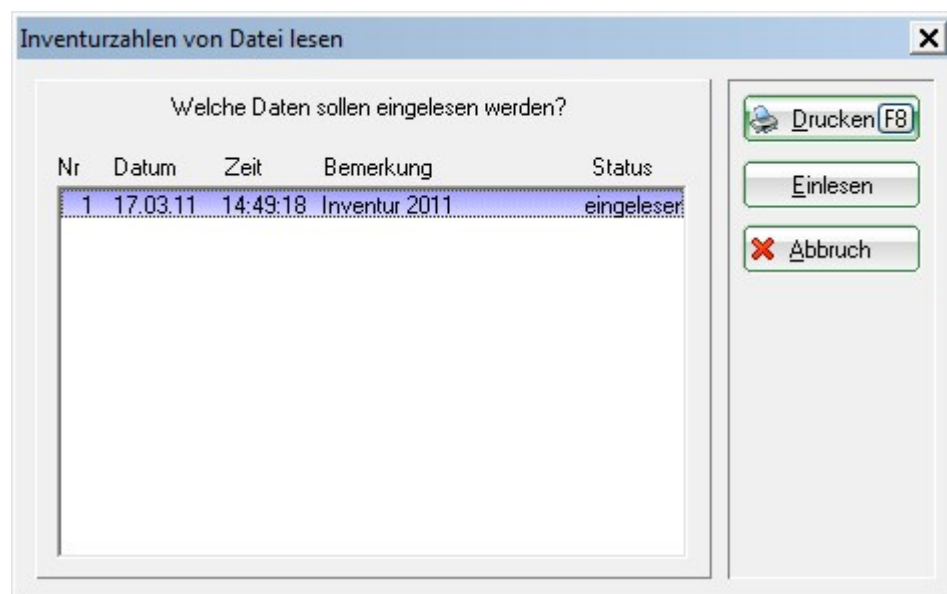 Inventurzahlen von Datei lesen
Welche Daten sollen eingelesen werden?
Nr Datum Zeit Bemerkung Status
1 17.03.11 14:49:18 Inventur 2011 eingelesen
Drucken F8
Einlesen
Abbruch